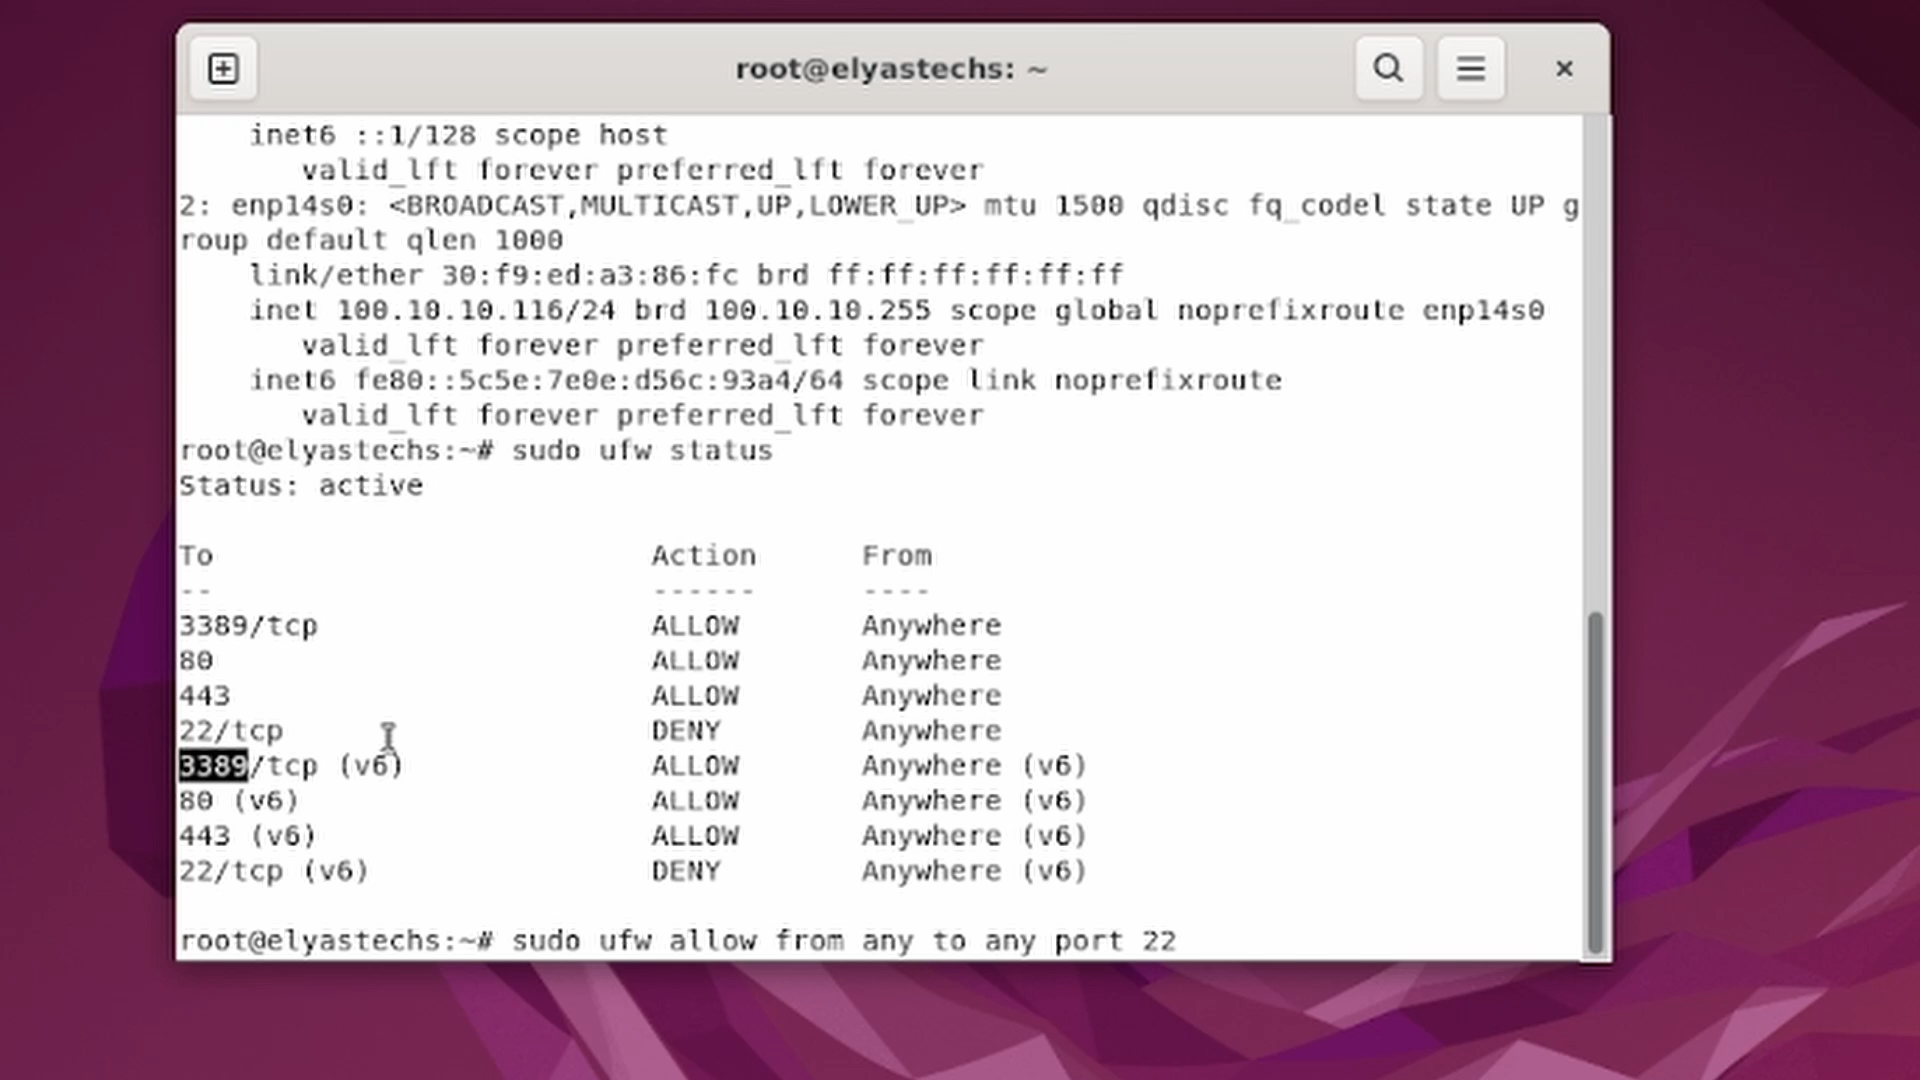 root@elyastechs: ~
inet6 ::1/128 scope host
valid_lft forever preferred_lft forever
2: enp14s0: <BROADCAST,MULTICAST,UP,LOWER_UP> mtu 1500 qdisc fq_codel state UP g
roup default qlen 1000
link/ether 30:f9:ed:a3:86:fc brd ff:ff:ff:ff:ff:ff
inet 100.10.10.116/24 brd 100.10.10.255 scope global noprefixroute enp14s0
valid_lft forever preferred_lft forever
inet6 fe80::5c5e:7e0e:d56c:93a4/64 scope link noprefixroute
valid_lft forever preferred_lft forever
root@elyastechs:~# sudo ufw status
Status: active
To Action From
-- ------ ----
3389/tcp ALLOW Anywhere
80 ALLOW Anywhere
443 ALLOW Anywhere
22/tcp DENY Anywhere
3389/tcp (v6) ALLOW Anywhere (v6)
80 (v6) ALLOW Anywhere (v6)
443 (v6) ALLOW Anywhere (v6)
22/tcp (v6) DENY Anywhere (v6)
root@elyastechs:~# sudo ufw allow from any to any port 22